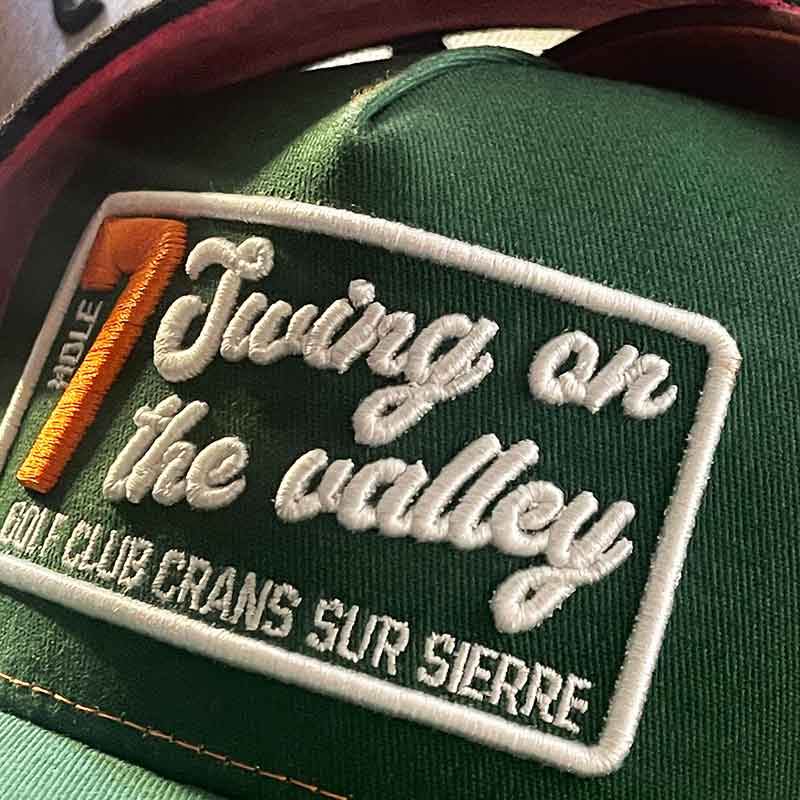 HOLE 7
Swing on
the valley
GOLF CLUB CRANS SUR SIERRE